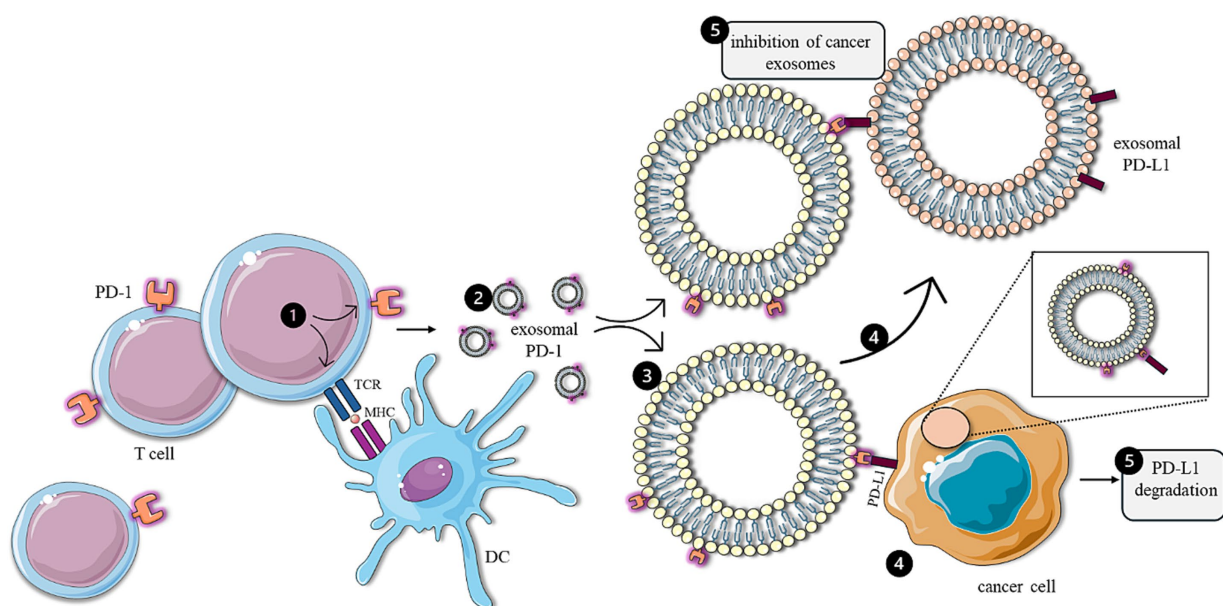 5
inhibition of cancer
exosomes
exosomal
PD-L1
PD-1
1
2
exosomal
PD-1
TCR
MHC
T cell
DC
3
4
PD-L1
4
cancer cell
5
PD-L1
degradation